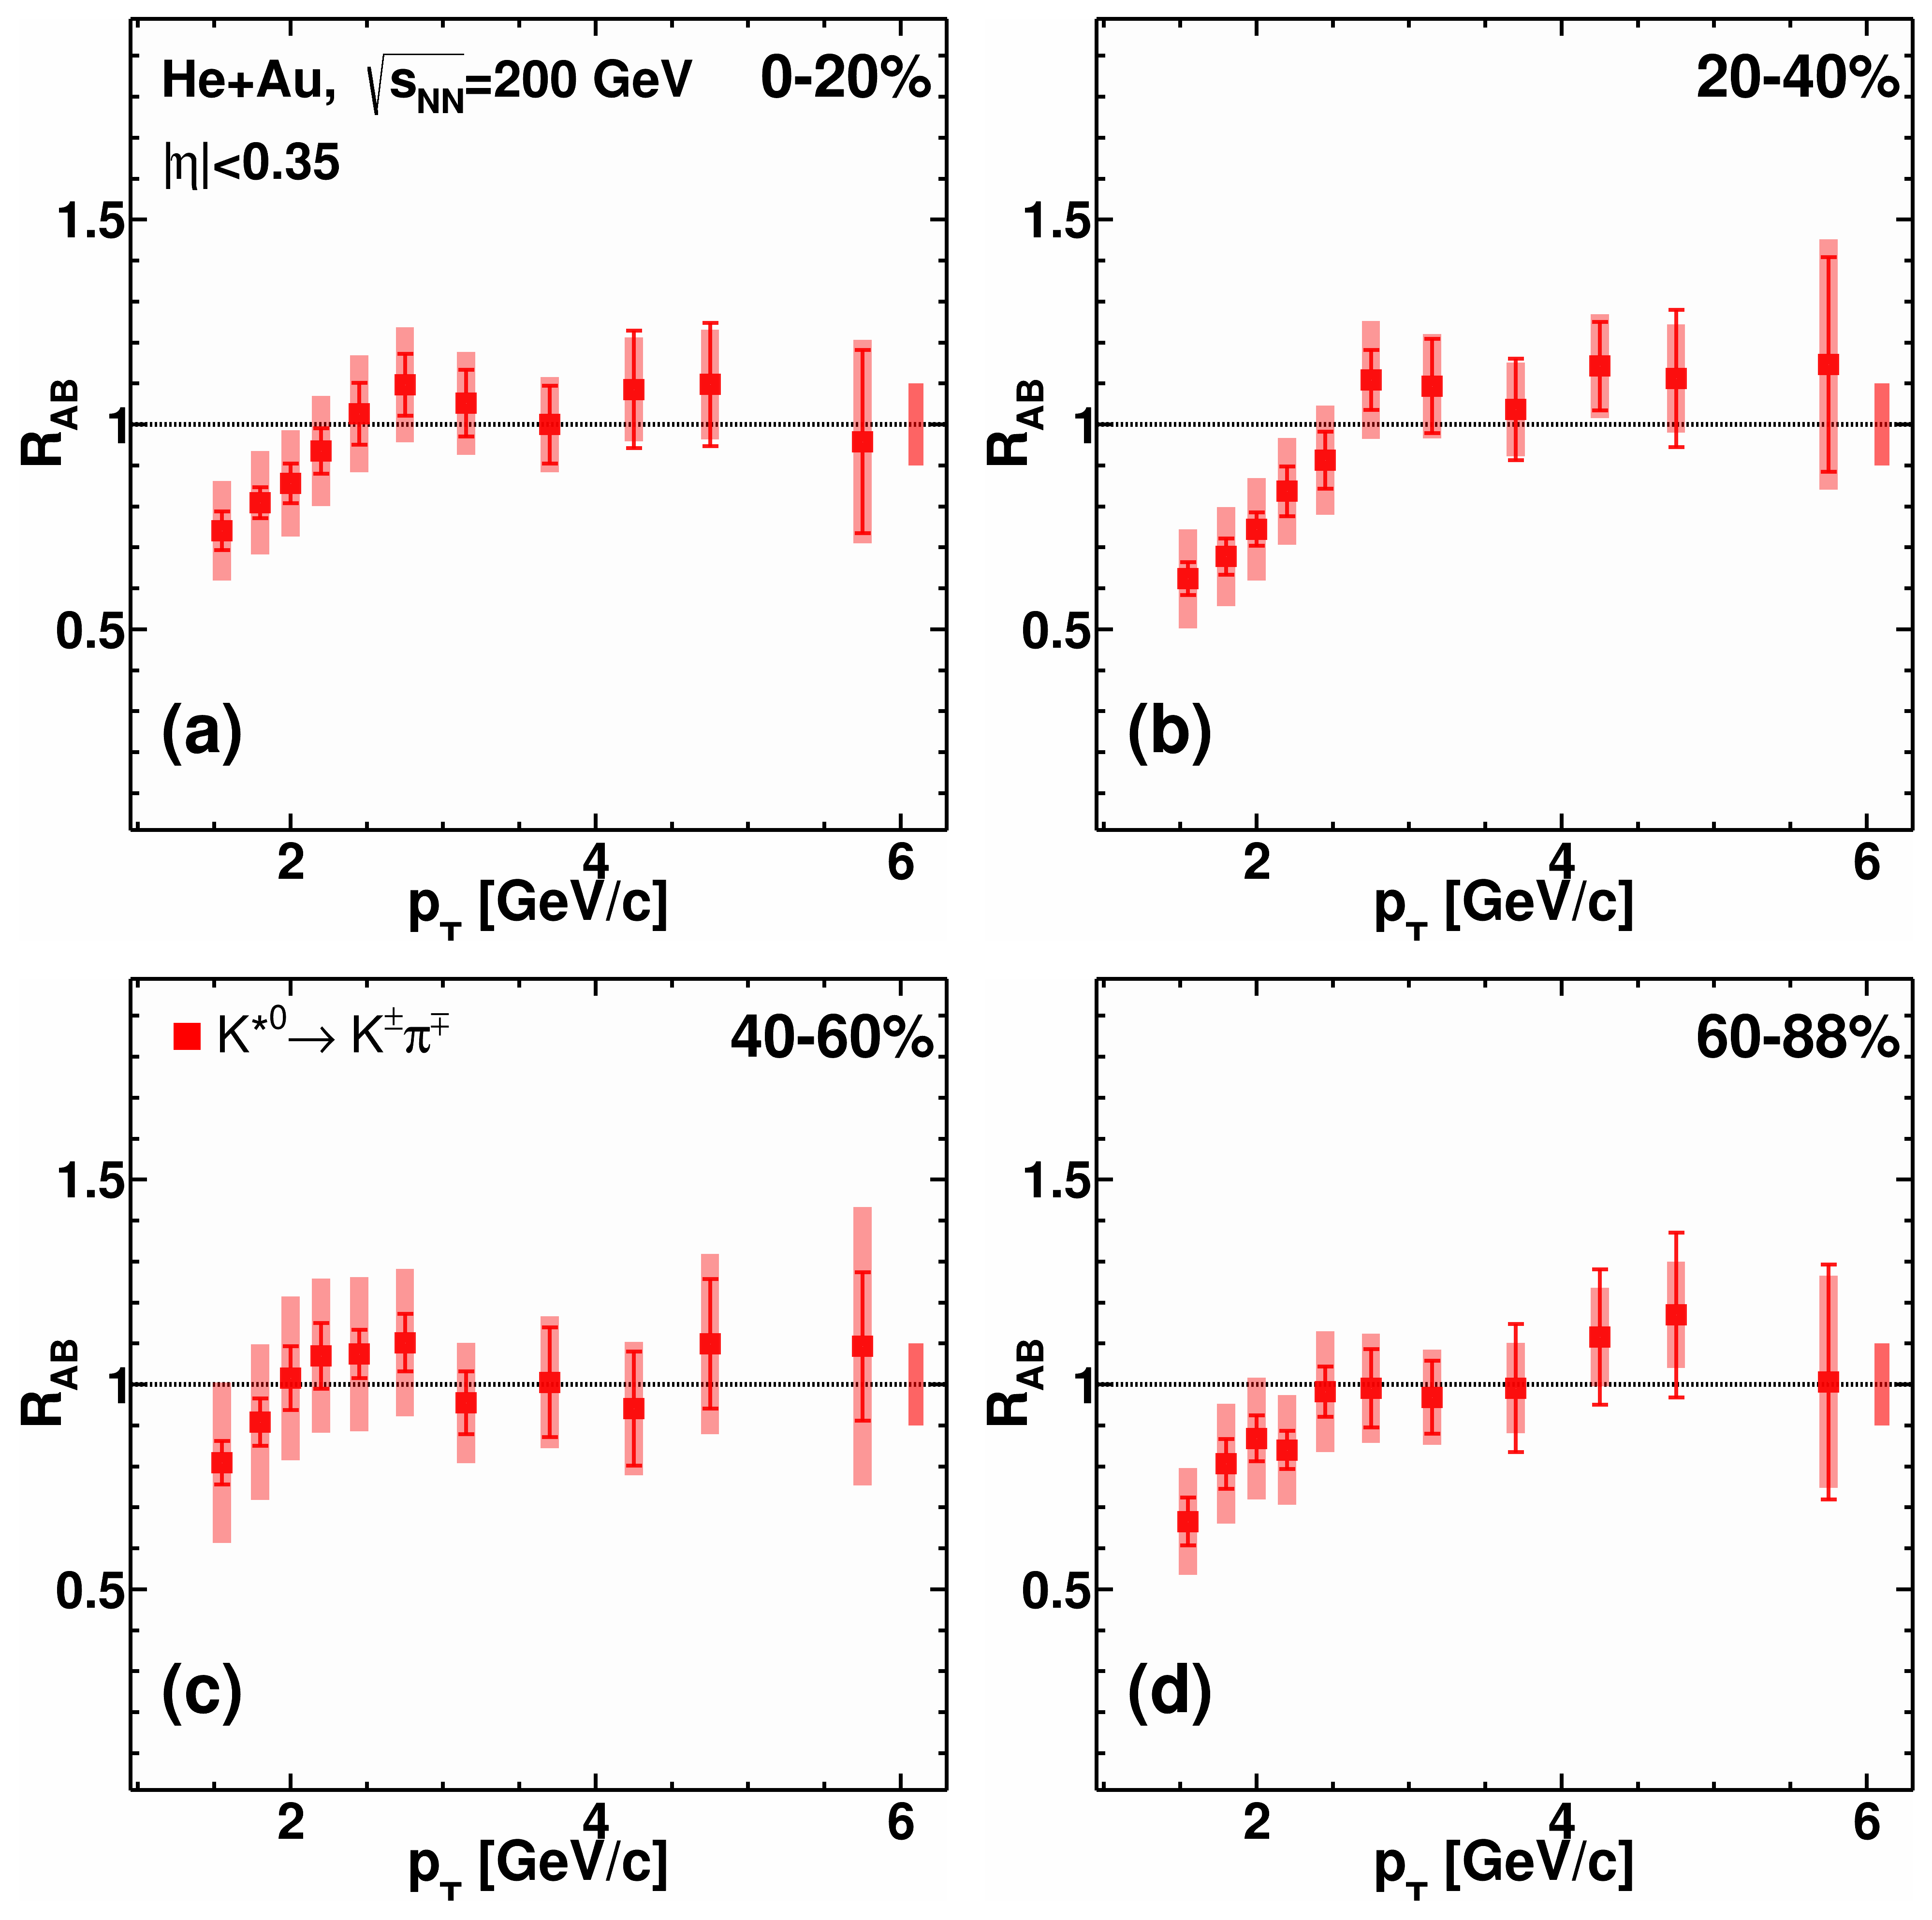 He+Au, √sNN=200 GeV 0-20%
|η|<0.35
1.5
1
0.5
RAB
(a)
2 4 6
pT [GeV/c]
20-40%
1.5
1
0.5
RAB
(b)
2 4 6
pT [GeV/c]
K*0→ K±π∓ 40-60%
1.5
1
0.5
RAB
(c)
2 4 6
pT [GeV/c]
60-88%
1.5
1
0.5
RAB
(d)
2 4 6
pT [GeV/c]